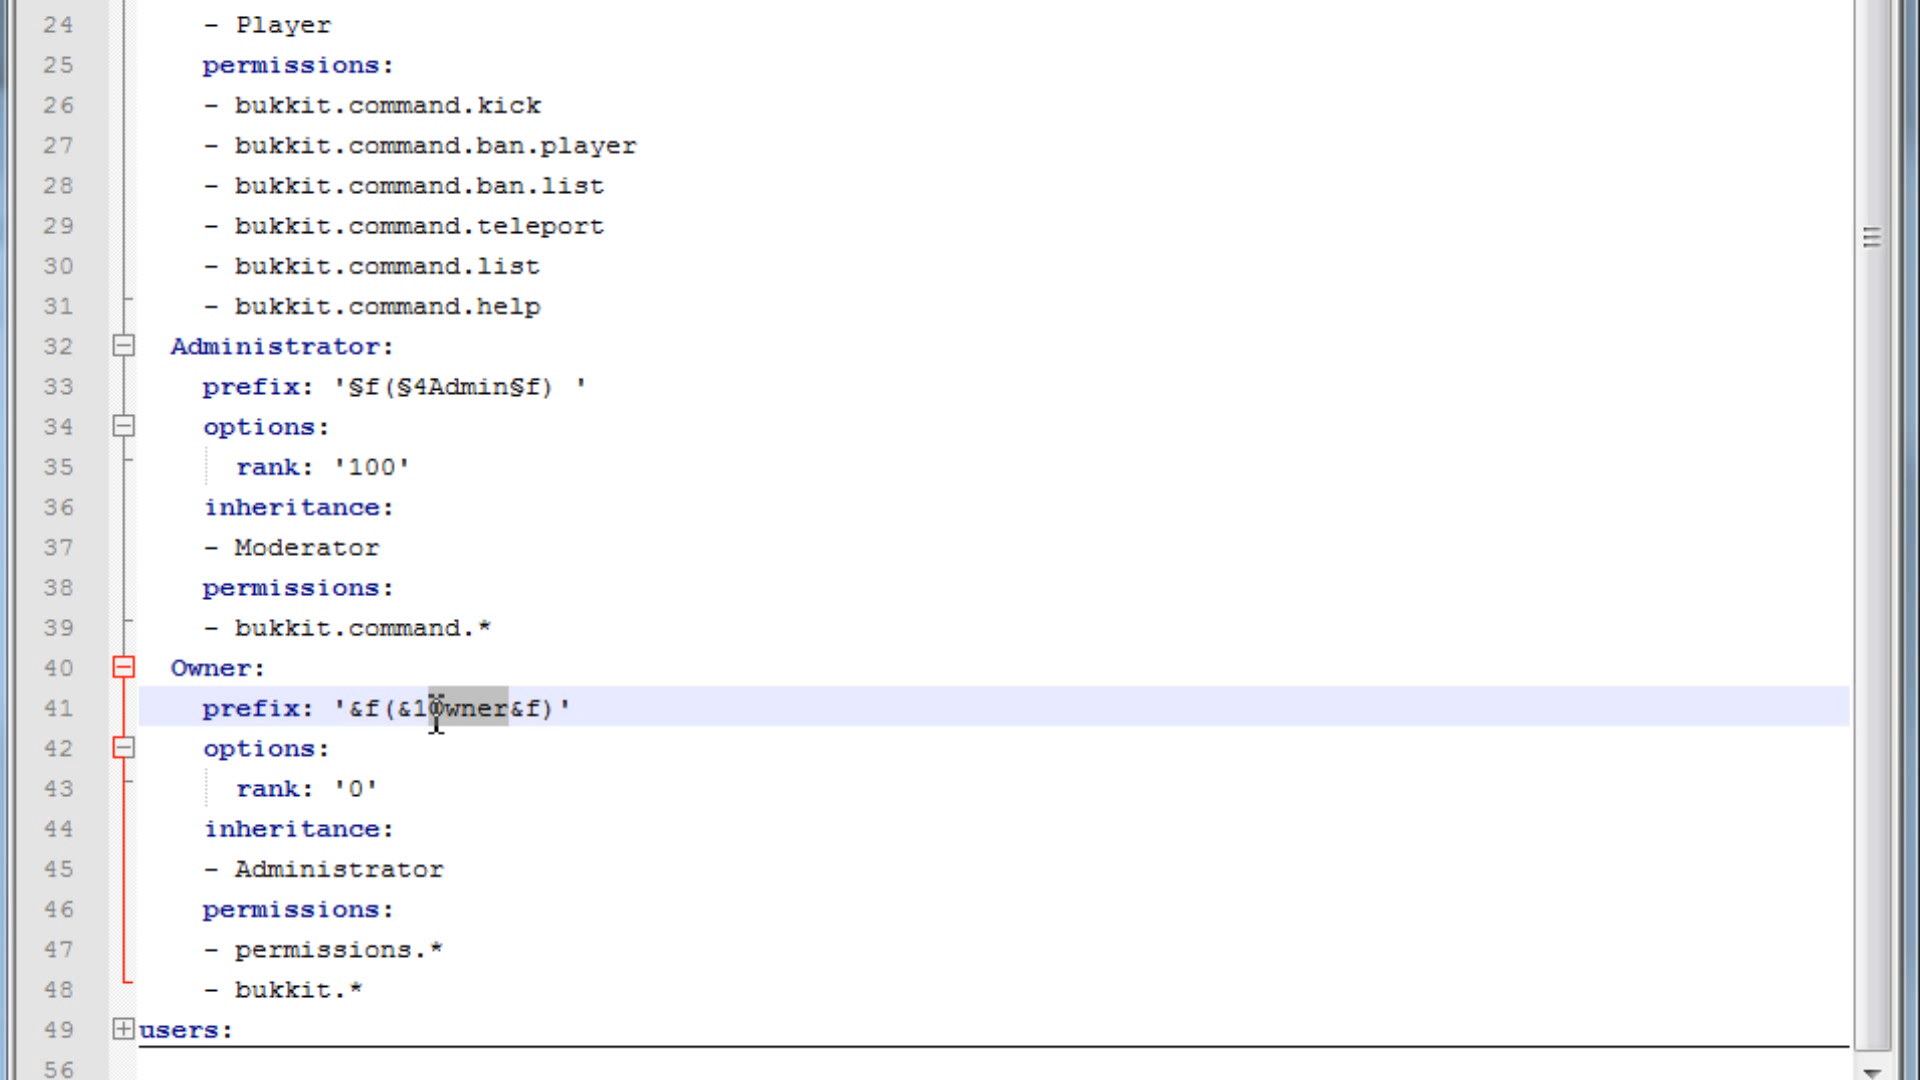 24 - Player
25 permissions:
26 - bukkit.command.kick
27 - bukkit.command.ban.player
28 - bukkit.command.ban.list
29 - bukkit.command.teleport
30 - bukkit.command.list
31 - bukkit.command.help
32 Administrator:
33 prefix: '§f(§4Admin§f) '
34 options:
35 rank: '100'
36 inheritance:
37 - Moderator
38 permissions:
39 - bukkit.command.*
40 Owner:
41 prefix: '&f(&1Owner&f)'
42 options:
43 rank: '0'
44 inheritance:
45 - Administrator
46 permissions:
47 - permissions.*
48 - bukkit.*
49 users:
56